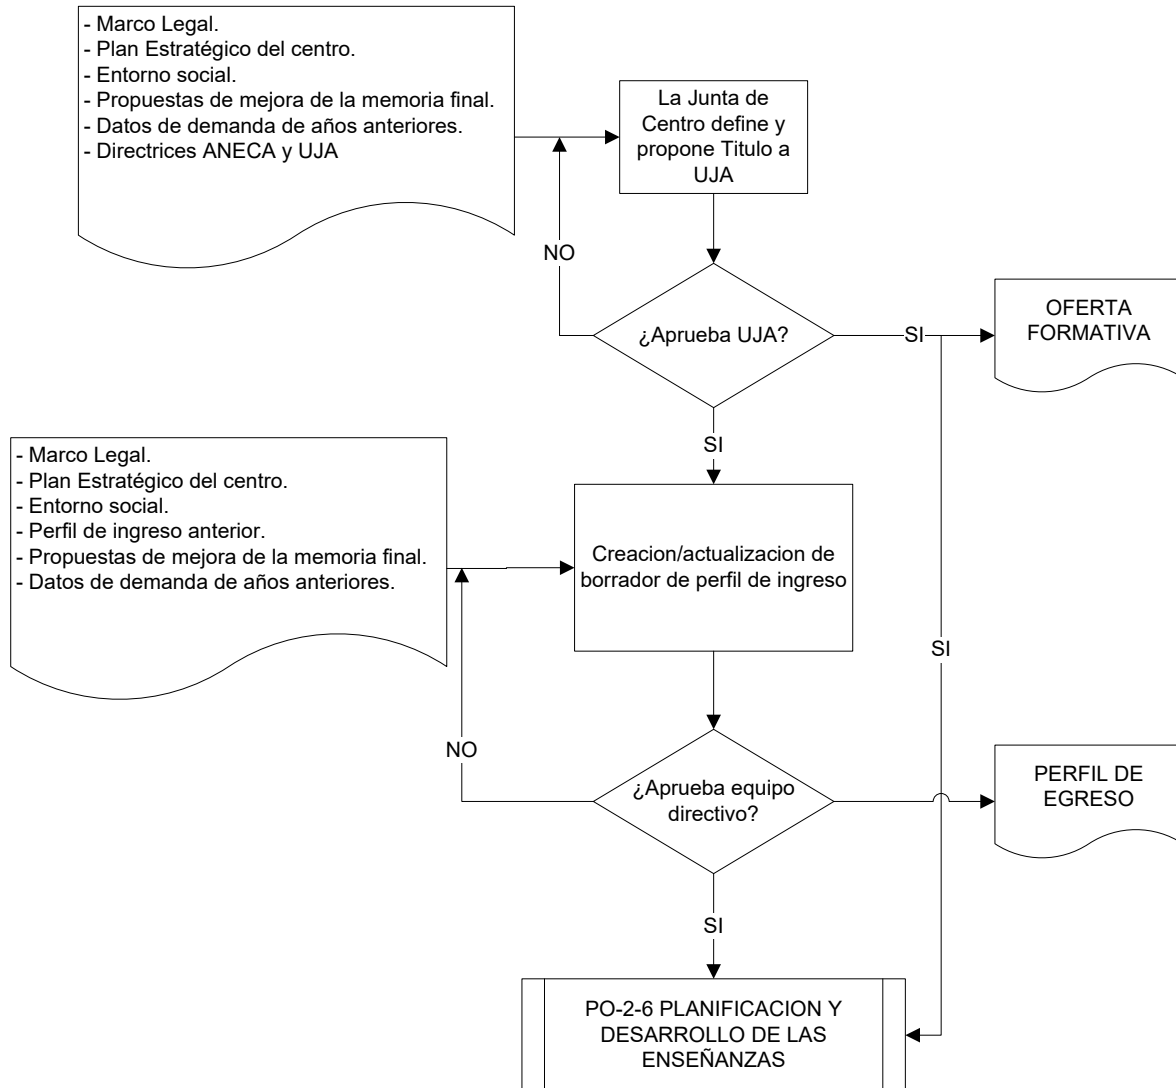 - Marco Legal.
- Plan Estratégico del centro.
- Entorno social.
- Propuestas de mejora de la memoria final.
- Datos de demanda de años anteriores.
- Directrices ANECA y UJA
La Junta de
Centro define y
propone Titulo a
UJA
NO
¿Aprueba UJA?
SI
OFERTA
FORMATIVA
SI
- Marco Legal.
- Plan Estratégico del centro.
- Entorno social.
- Perfil de ingreso anterior.
- Propuestas de mejora de la memoria final.
- Datos de demanda de años anteriores.
Creacion/actualizacion de
borrador de perfil de ingreso
SI
NO
¿Aprueba equipo
directivo?
PERFIL DE
EGRESO
SI
PO-2-6 PLANIFICACION Y
DESARROLLO DE LAS
ENSEÑANZAS